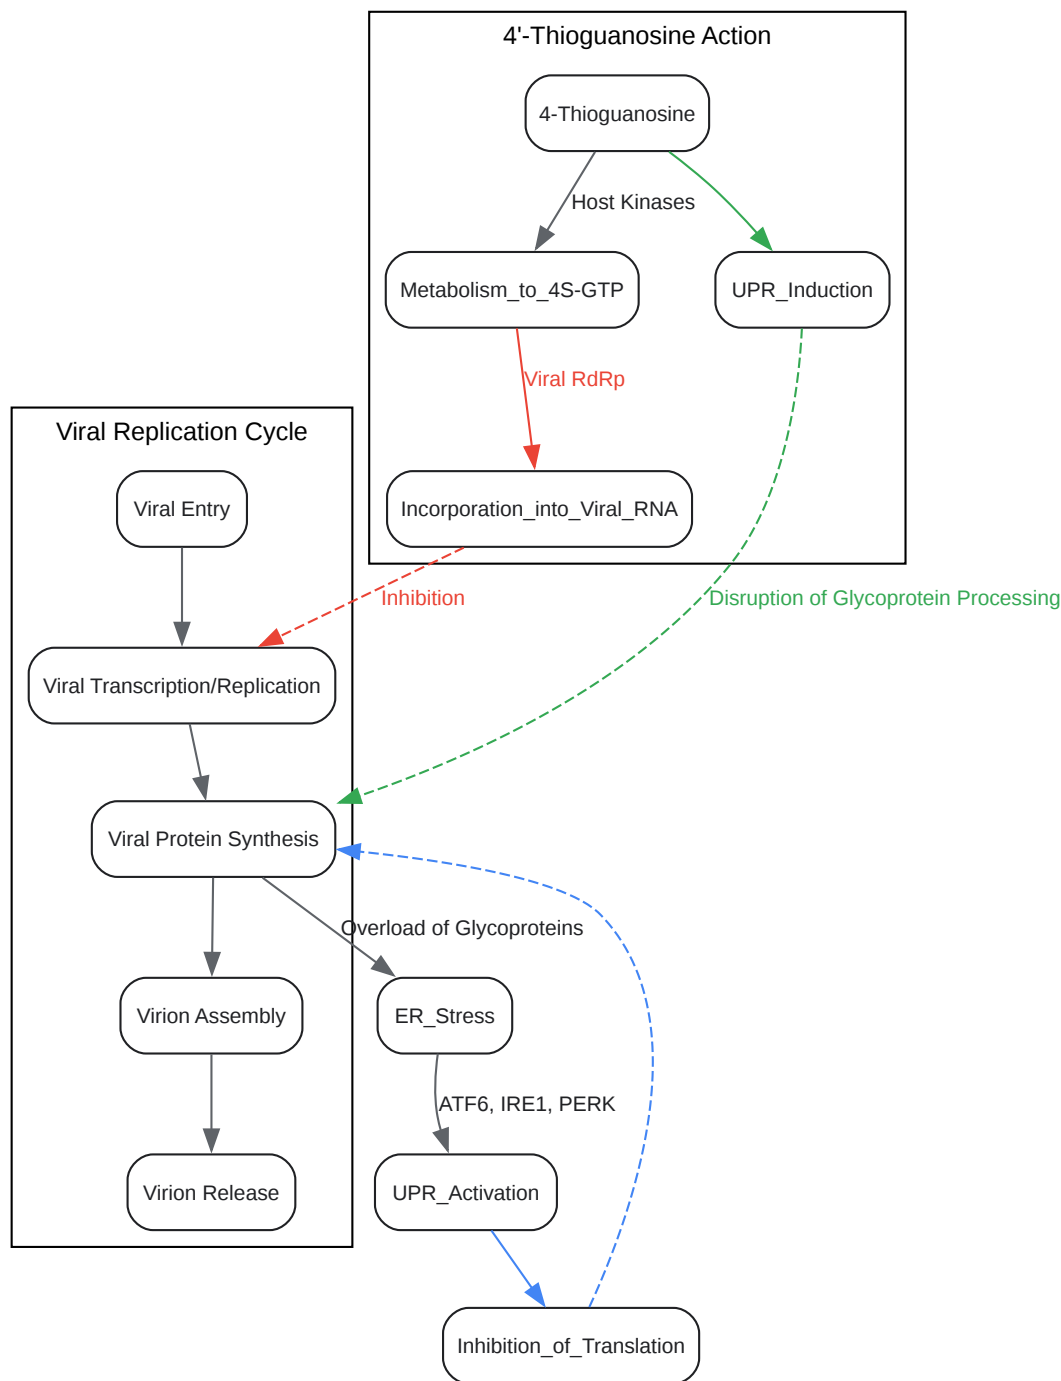 4'-Thioguanosine Action
4-Thioguanosine
Host Kinases
Metabolism_to_4S-GTP
UPR_Induction
Viral RdRp
Viral Replication Cycle
Viral Entry
Incorporation_into_Viral_RNA
Inhibition
Disruption of Glycoprotein Processing
Viral Transcription/Replication
Viral Protein Synthesis
Overload of Glycoproteins
Virion Assembly
ER_Stress
ATF6, IRE1, PERK
Virion Release
UPR_Activation
Inhibition_of_Translation